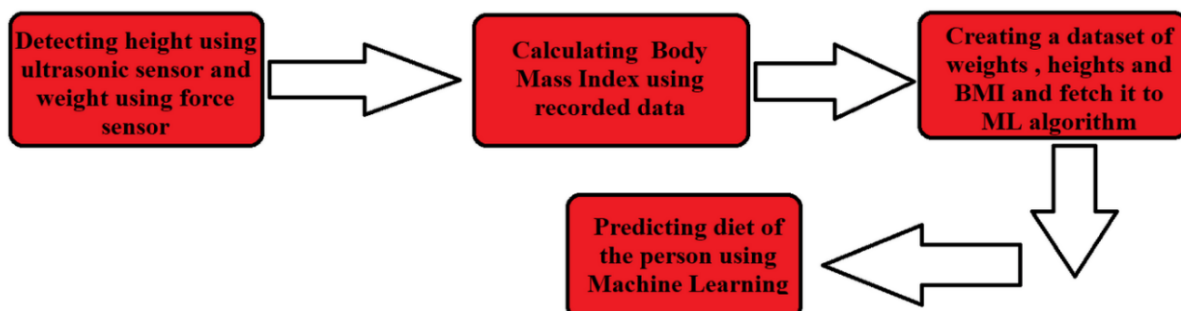 Detecting height using
ultrasonic sensor and
weight using force
sensor
Calculating Body
Mass Index using
recorded data
Creating a dataset of
weights , heights and
BMI and fetch it to
ML algorithm
Predicting diet of
the person using
Machine Learning